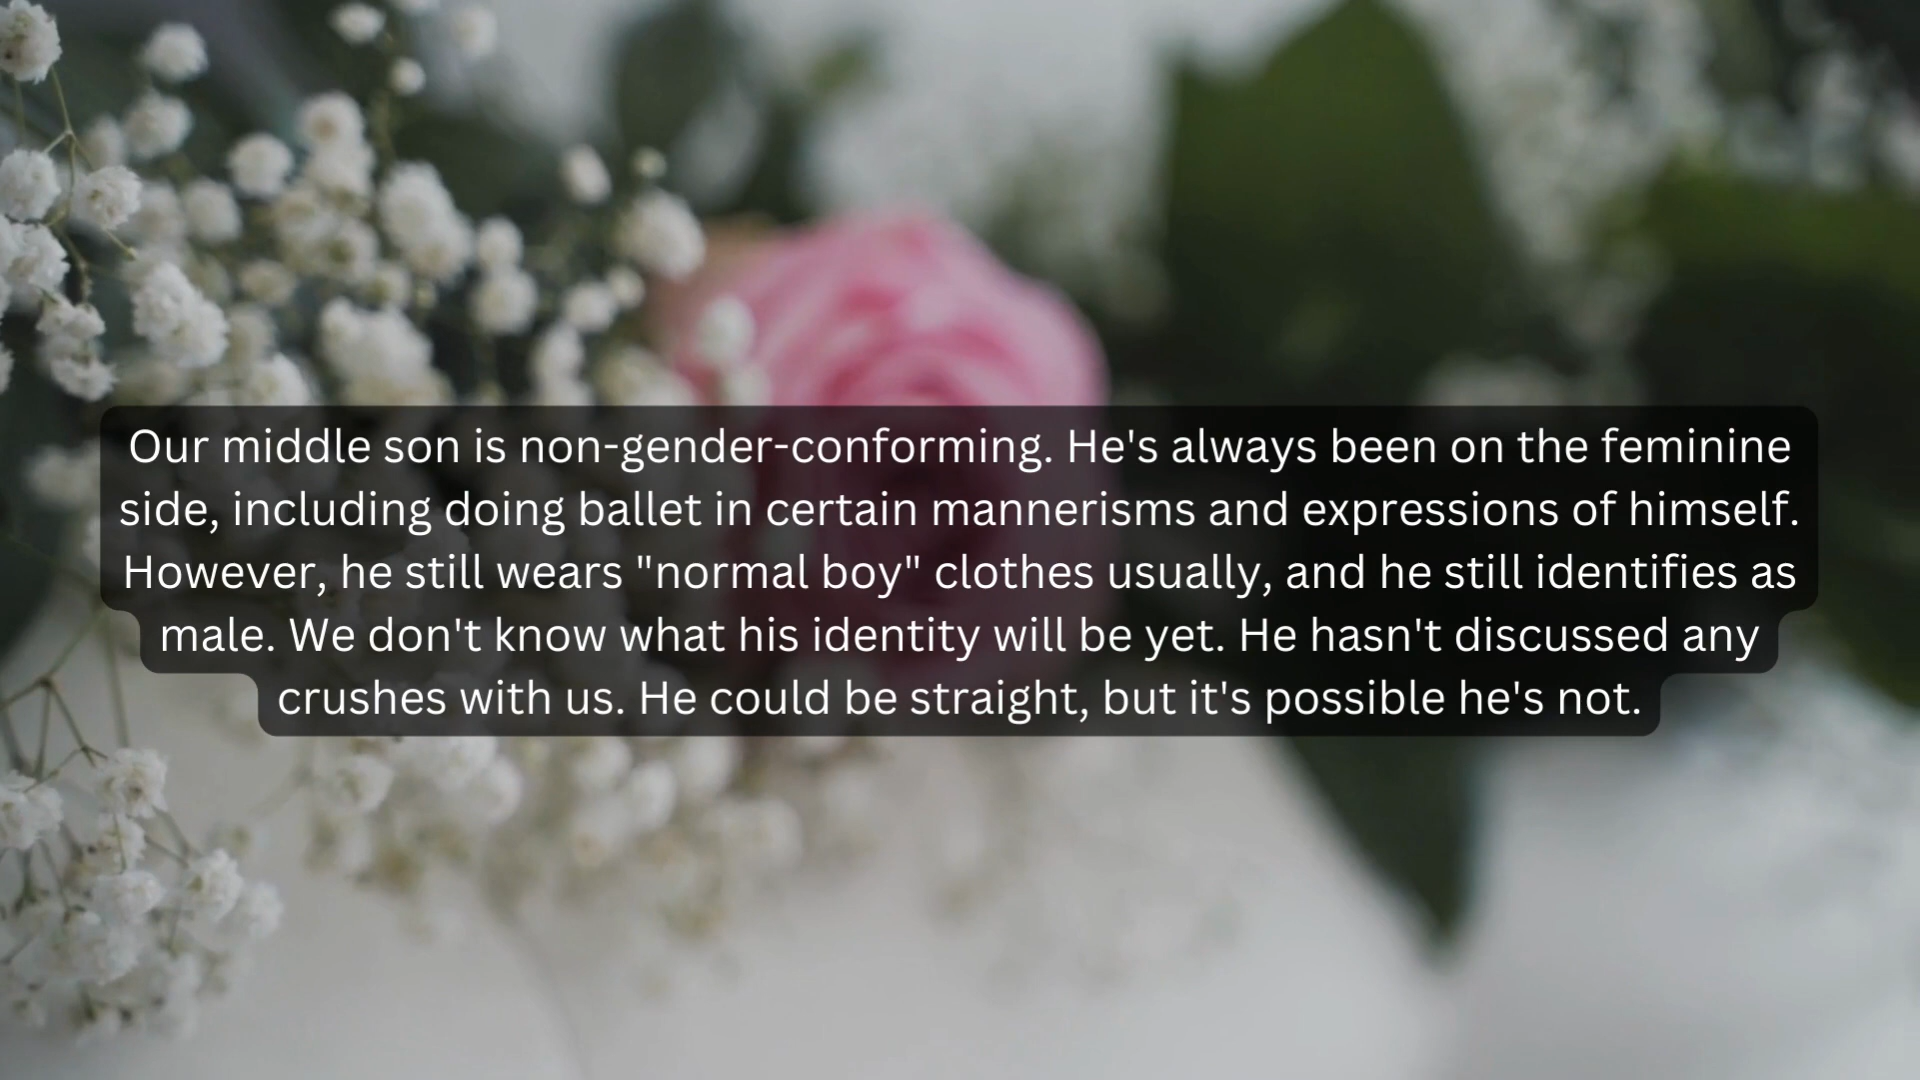 Our middle son is non-gender-conforming. He's always been on the feminine
side, including doing ballet in certain mannerisms and expressions of himself.
However, he still wears "normal boy" clothes usually, and he still identifies as
male. We don't know what his identity will be yet. He hasn't discussed any
crushes with us. He could be straight, but it's possible he's not.